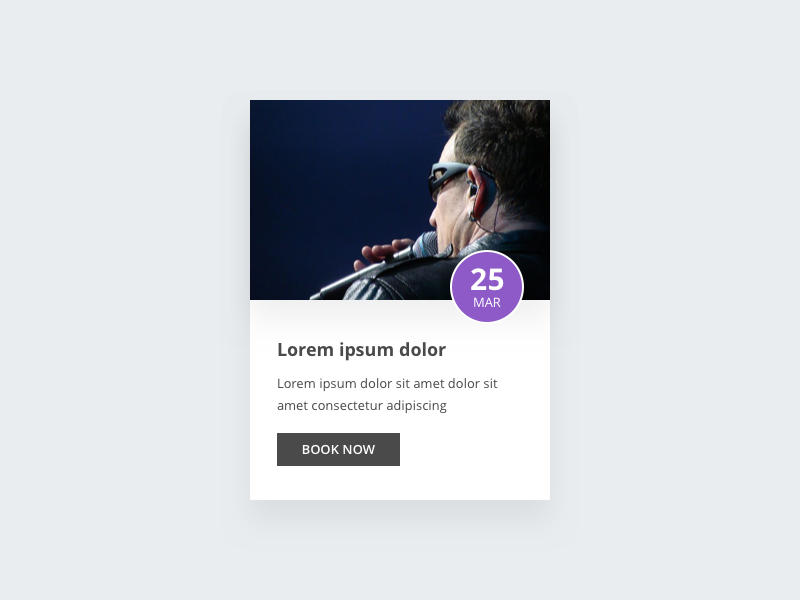 25
MAR
Lorem ipsum dolor
Lorem ipsum dolor sit amet dolor sit
amet consectetur adipiscing
BOOK NOW